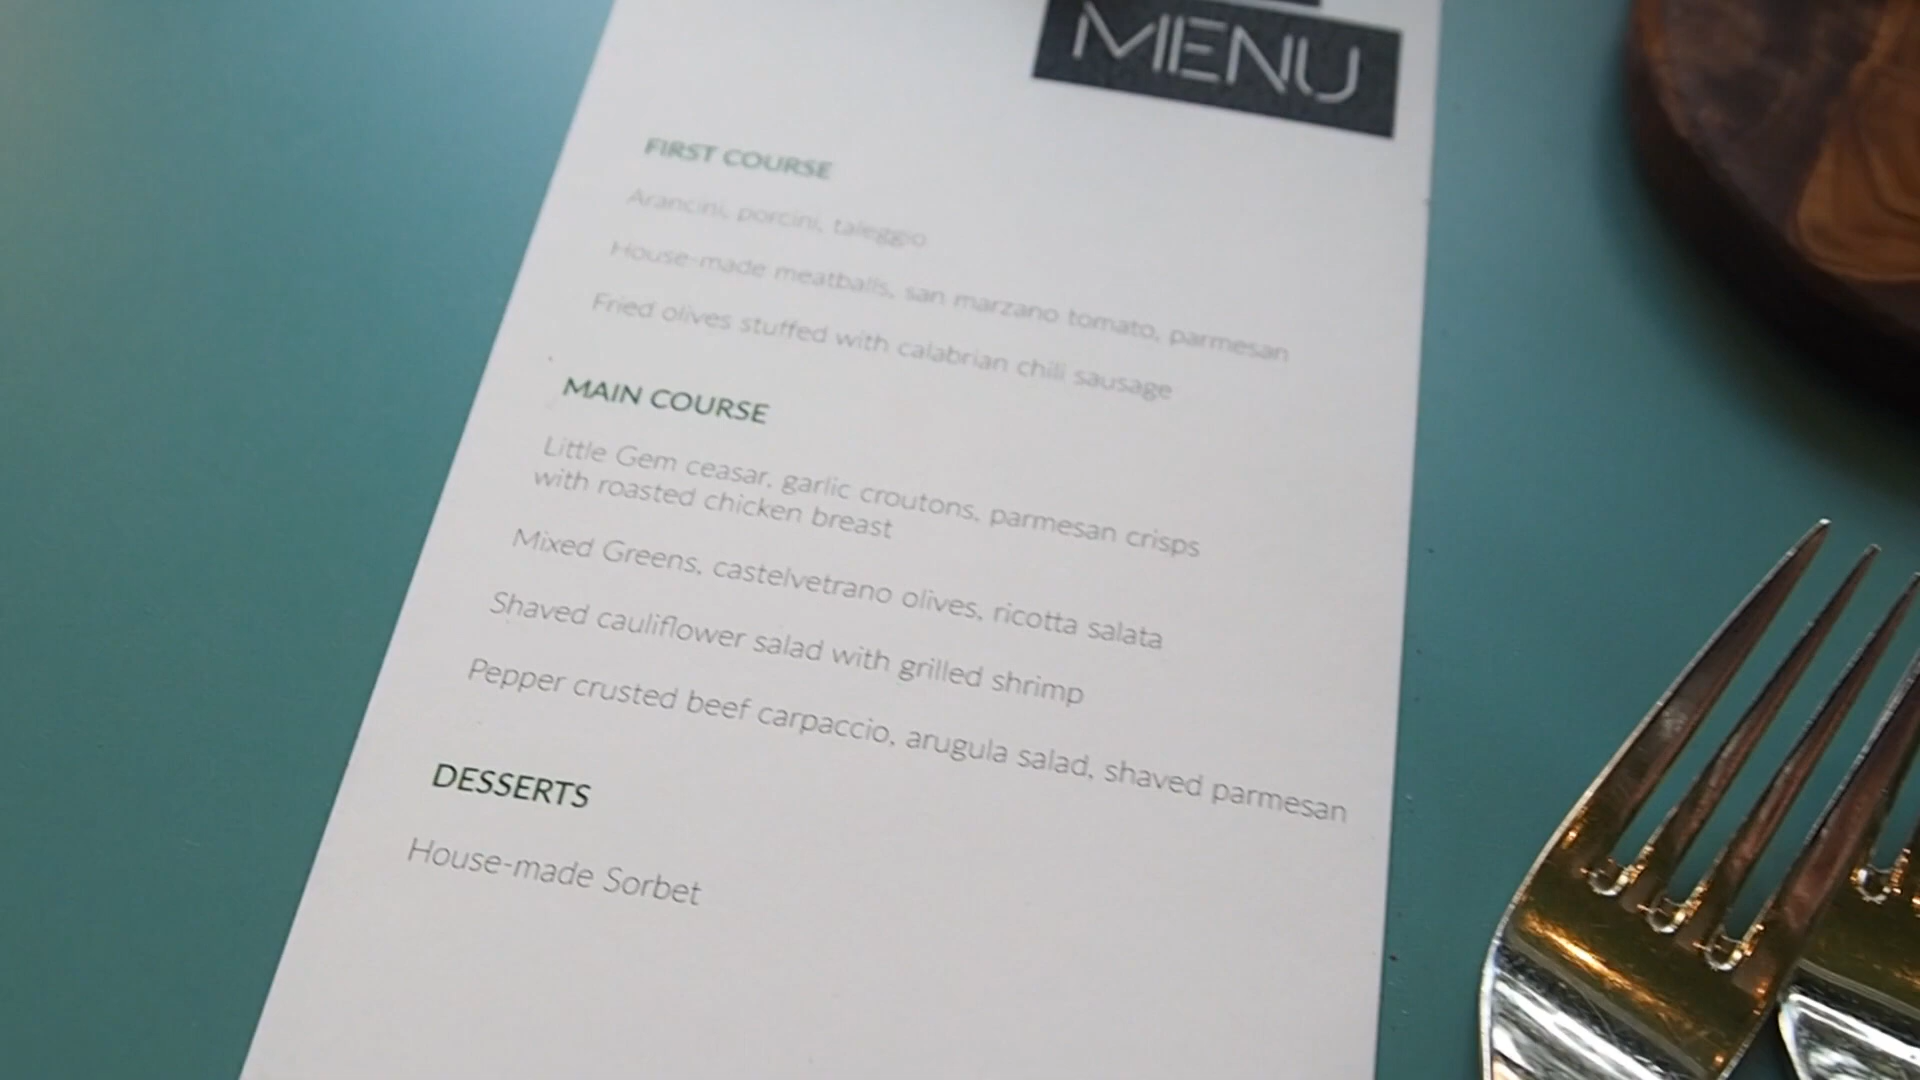 MENU
FIRST COURSE
Arancini, porcini, taleggio
House-made meatballs, san marzano tomato, parmesan
Fried olives stuffed with calabrian chili sausage
MAIN COURSE
Little Gem ceasar, garlic croutons, parmesan crisps
with roasted chicken breast
Mixed Greens, castelvetrano olives, ricotta salata
Shaved cauliflower salad with grilled shrimp
Pepper crusted beef carpaccio, arugula salad, shaved parmesan
DESSERTS
House-made Sorbet